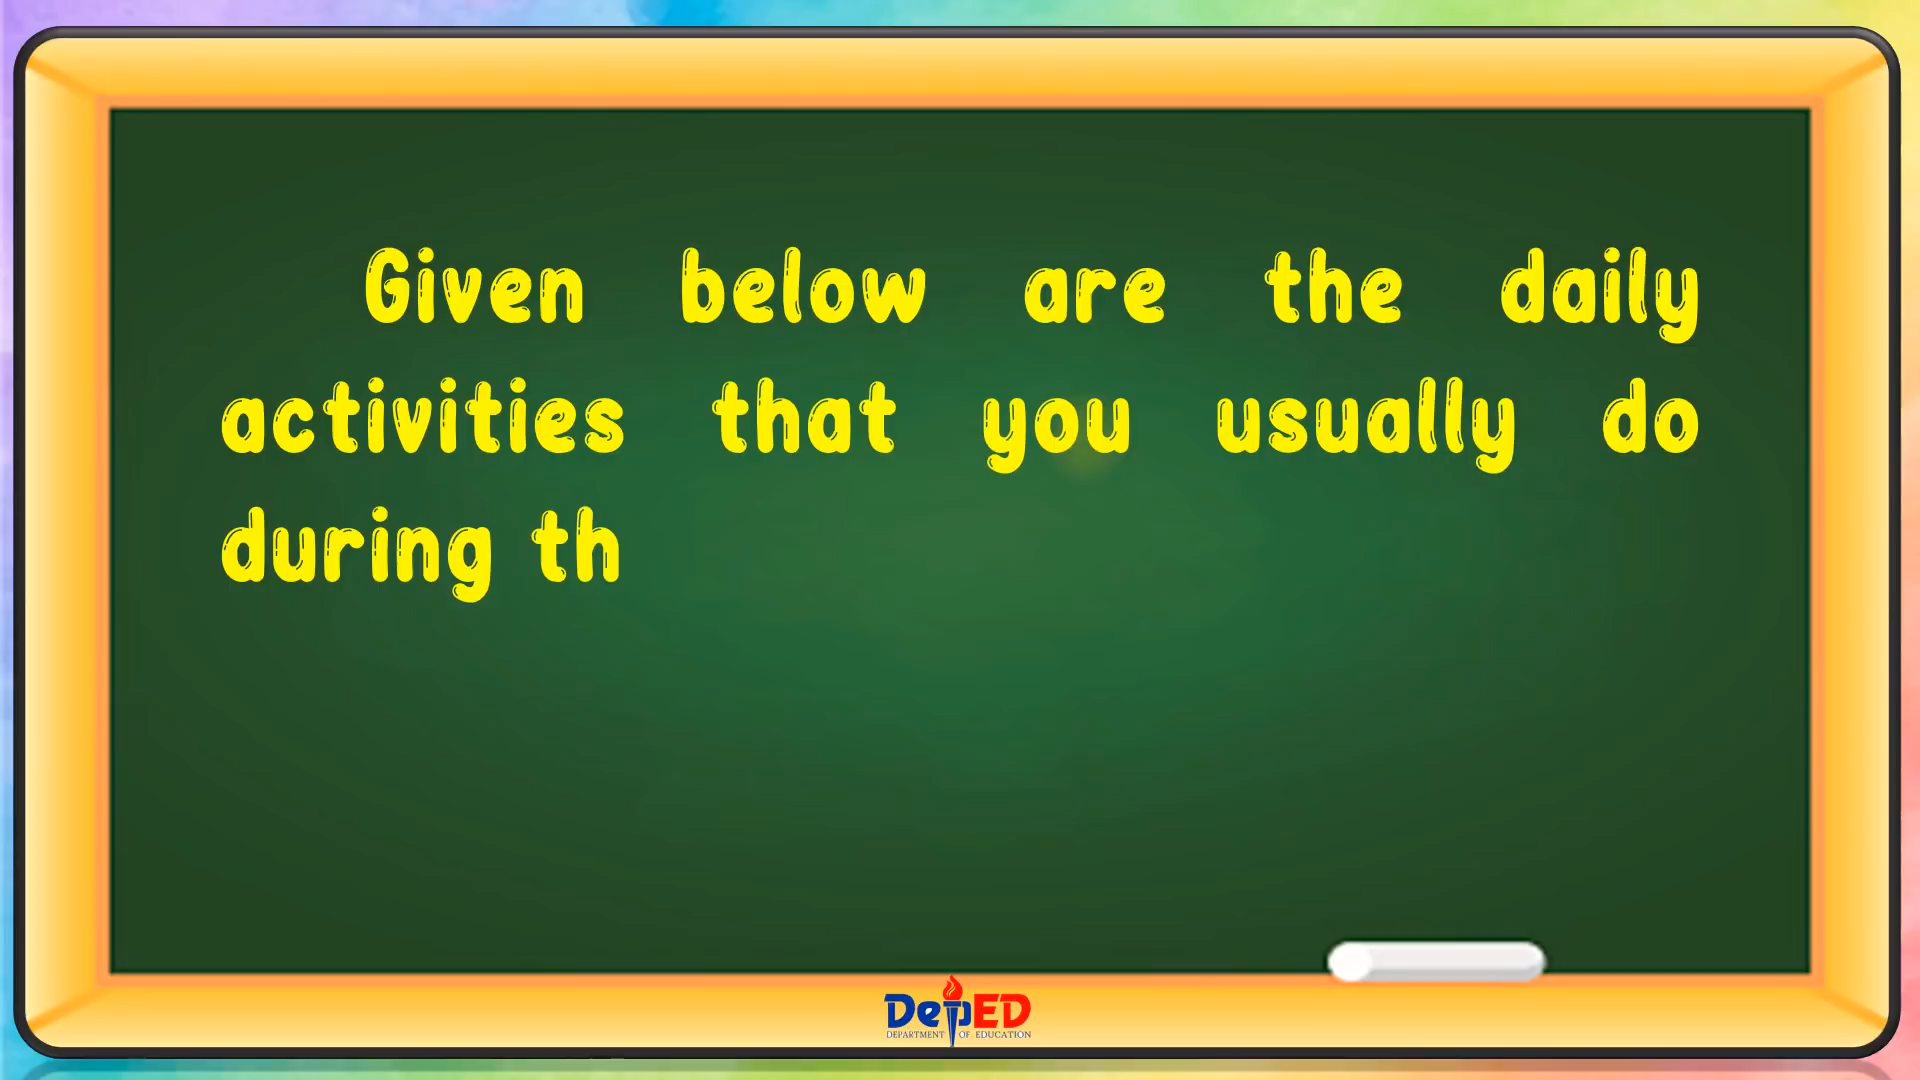 Given below are the daily
activities that you usually do
during th
DepED
DEPARTMENT OF EDUCATION